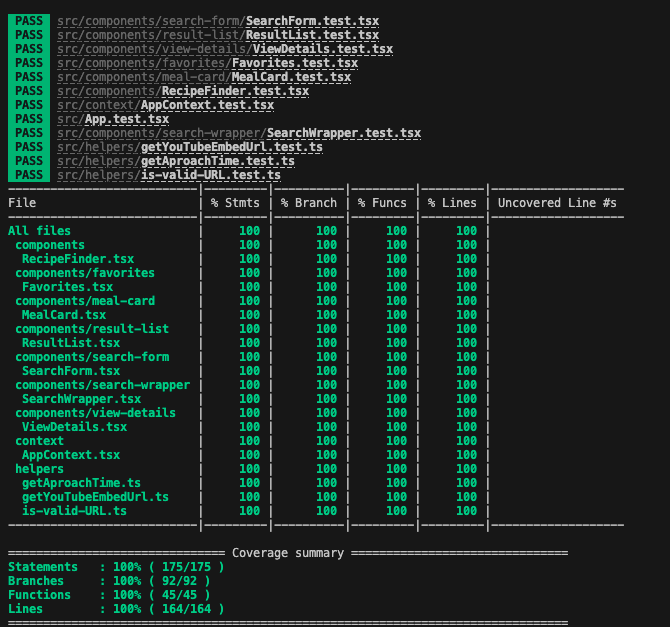 PASS src/components/search-form/SearchForm.test.tsx
PASS src/components/result-list/ResultList.test.tsx
PASS src/components/view-details/ViewDetails.test.tsx
PASS src/components/favorites/Favorites.test.tsx
PASS src/components/meal-card/MealCard.test.tsx
PASS src/components/RecipeFinder.test.tsx
PASS src/context/AppContext.test.tsx
PASS src/App.test.tsx
PASS src/components/search-wrapper/SearchWrapper.test.tsx
PASS src/helpers/getYouTubeEmbedUrl.test.ts
PASS src/helpers/getAproachTime.test.ts
PASS src/helpers/is-valid-URL.test.ts
---------------------------|---------|----------|---------|---------|-------------------
File | % Stmts | % Branch | % Funcs | % Lines | Uncovered Line #s
---------------------------|---------|----------|---------|---------|-------------------
All files | 100 | 100 | 100 | 100 |
components | 100 | 100 | 100 | 100 |
RecipeFinder.tsx | 100 | 100 | 100 | 100 |
components/favorites | 100 | 100 | 100 | 100 |
Favorites.tsx | 100 | 100 | 100 | 100 |
components/meal-card | 100 | 100 | 100 | 100 |
MealCard.tsx | 100 | 100 | 100 | 100 |
components/result-list | 100 | 100 | 100 | 100 |
ResultList.tsx | 100 | 100 | 100 | 100 |
components/search-form | 100 | 100 | 100 | 100 |
SearchForm.tsx | 100 | 100 | 100 | 100 |
components/search-wrapper | 100 | 100 | 100 | 100 |
SearchWrapper.tsx | 100 | 100 | 100 | 100 |
components/view-details | 100 | 100 | 100 | 100 |
ViewDetails.tsx | 100 | 100 | 100 | 100 |
context | 100 | 100 | 100 | 100 |
AppContext.tsx | 100 | 100 | 100 | 100 |
helpers | 100 | 100 | 100 | 100 |
getAproachTime.ts | 100 | 100 | 100 | 100 |
getYouTubeEmbedUrl.ts | 100 | 100 | 100 | 100 |
is-valid-URL.ts | 100 | 100 | 100 | 100 |
---------------------------|---------|----------|---------|---------|-------------------
=============================== Coverage summary ===============================
Statements : 100% ( 175/175 )
Branches : 100% ( 92/92 )
Functions : 100% ( 45/45 )
Lines : 100% ( 164/164 )
================================================================================